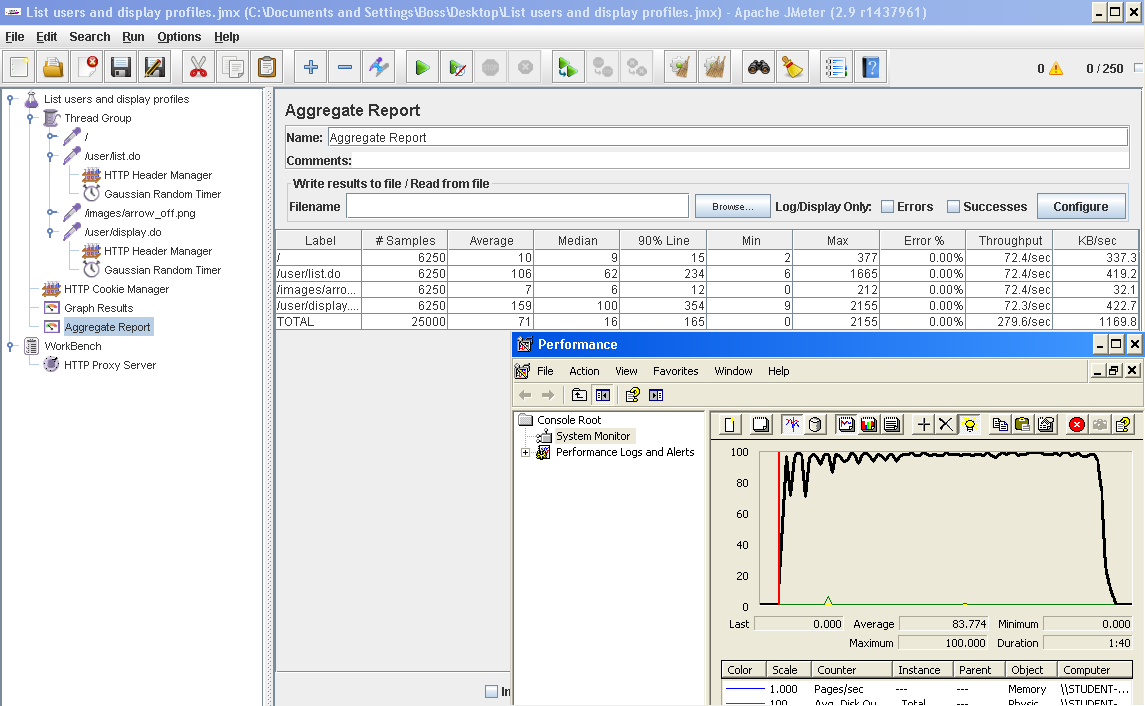 List users and display profiles.jmx (C:\Documents and Settings\Boss\Desktop\List users and display profiles.jmx) - Apache JMeter (2.9 r1437961)
File Edit Search Run Options Help
0 0 / 250
List users and display profiles
Thread Group
/
/user/list.do
HTTP Header Manager
Gaussian Random Timer
/images/arrow_off.png
/user/display.do
HTTP Header Manager
Gaussian Random Timer
HTTP Cookie Manager
Graph Results
Aggregate Report
WorkBench
HTTP Proxy Server
Aggregate Report
Name: Aggregate Report
Comments:
Write results to file / Read from file
Filename Browse... Log/Display Only: Errors Successes Configure
Label # Samples Average Median 90% Line Min Max Error % Throughput KB/sec
/ 6250 10 9 15 2 377 0.00% 72.4/sec 337.3
/user/list.do 6250 106 62 234 6 1665 0.00% 72.4/sec 419.2
/images/arro... 6250 7 6 12 0 212 0.00% 72.4/sec 32.1
/user/display.... 6250 159 100 354 9 2155 0.00% 72.3/sec 422.7
TOTAL 25000 71 16 165 0 2155 0.00% 279.6/sec 1169.8
In
Performance
File Action View Favorites Window Help
Console Root
System Monitor
Performance Logs and Alerts
100
80
60
40
20
0
Last 0.000 Average 83.774 Minimum 0.000
Maximum 100.000 Duration 1:40
Color Scale Counter Instance Parent Object Computer
1.000 Pages/sec --- --- Memory \\STUDENT-...
100 Avg. Disk Qu Total --- Physic \\STUDENT-